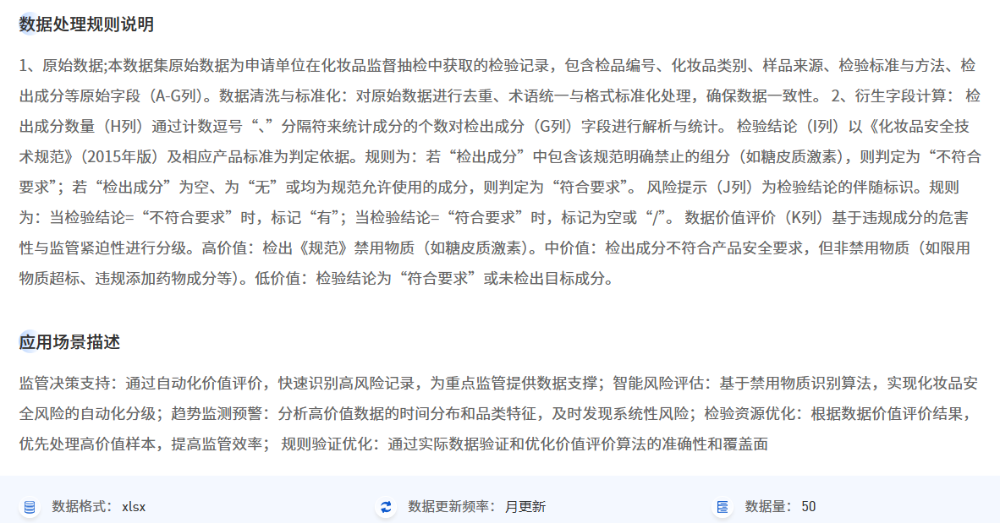 数据处理规则说明
1、原始数据;本数据集原始数据为申请单位在化妆品监督抽检中获取的检验记录，包含检品编号、化妆品类别、样品来源、检验标准与方法、检
出成分等原始字段（A-G列）。数据清洗与标准化：对原始数据进行去重、术语统一与格式标准化处理，确保数据一致性。 2、衍生字段计算： 检
出成分数量（H列）通过计数逗号“、”分隔符来统计成分的个数对检出成分（G列）字段进行解析与统计。 检验结论（I列）以《化妆品安全技
术规范》（2015年版）及相应产品标准为判定依据。规则为：若“检出成分”中包含该规范明确禁止的组分（如糖皮质激素），则判定为“不符合
要求”；若“检出成分”为空、为“无”或均为规范允许使用的成分，则判定为“符合要求”。 风险提示（J列）为检验结论的伴随标识。规则
为：当检验结论=“不符合要求”时，标记“有”；当检验结论=“符合要求”时，标记为空或“/”。 数据价值评价（K列）基于违规成分的危害
性与监管紧迫性进行分级。高价值：检出《规范》禁用物质（如糖皮质激素）。中价值：检出成分不符合产品安全要求，但非禁用物质（如限用
物质超标、违规添加药物成分等）。低价值：检验结论为“符合要求”或未检出目标成分。
应用场景描述
监管决策支持：通过自动化价值评价，快速识别高风险记录，为重点监管提供数据支撑；智能风险评估：基于禁用物质识别算法，实现化妆品安
全风险的自动化分级；趋势监测预警：分析高价值数据的时间分布和品类特征，及时发现系统性风险；检验资源优化：根据数据价值评价结果，
优先处理高价值样本，提高监管效率； 规则验证优化：通过实际数据验证和优化价值评价算法的准确性和覆盖面
数据格式： xlsx 数据更新频率： 月更新 数据量： 50